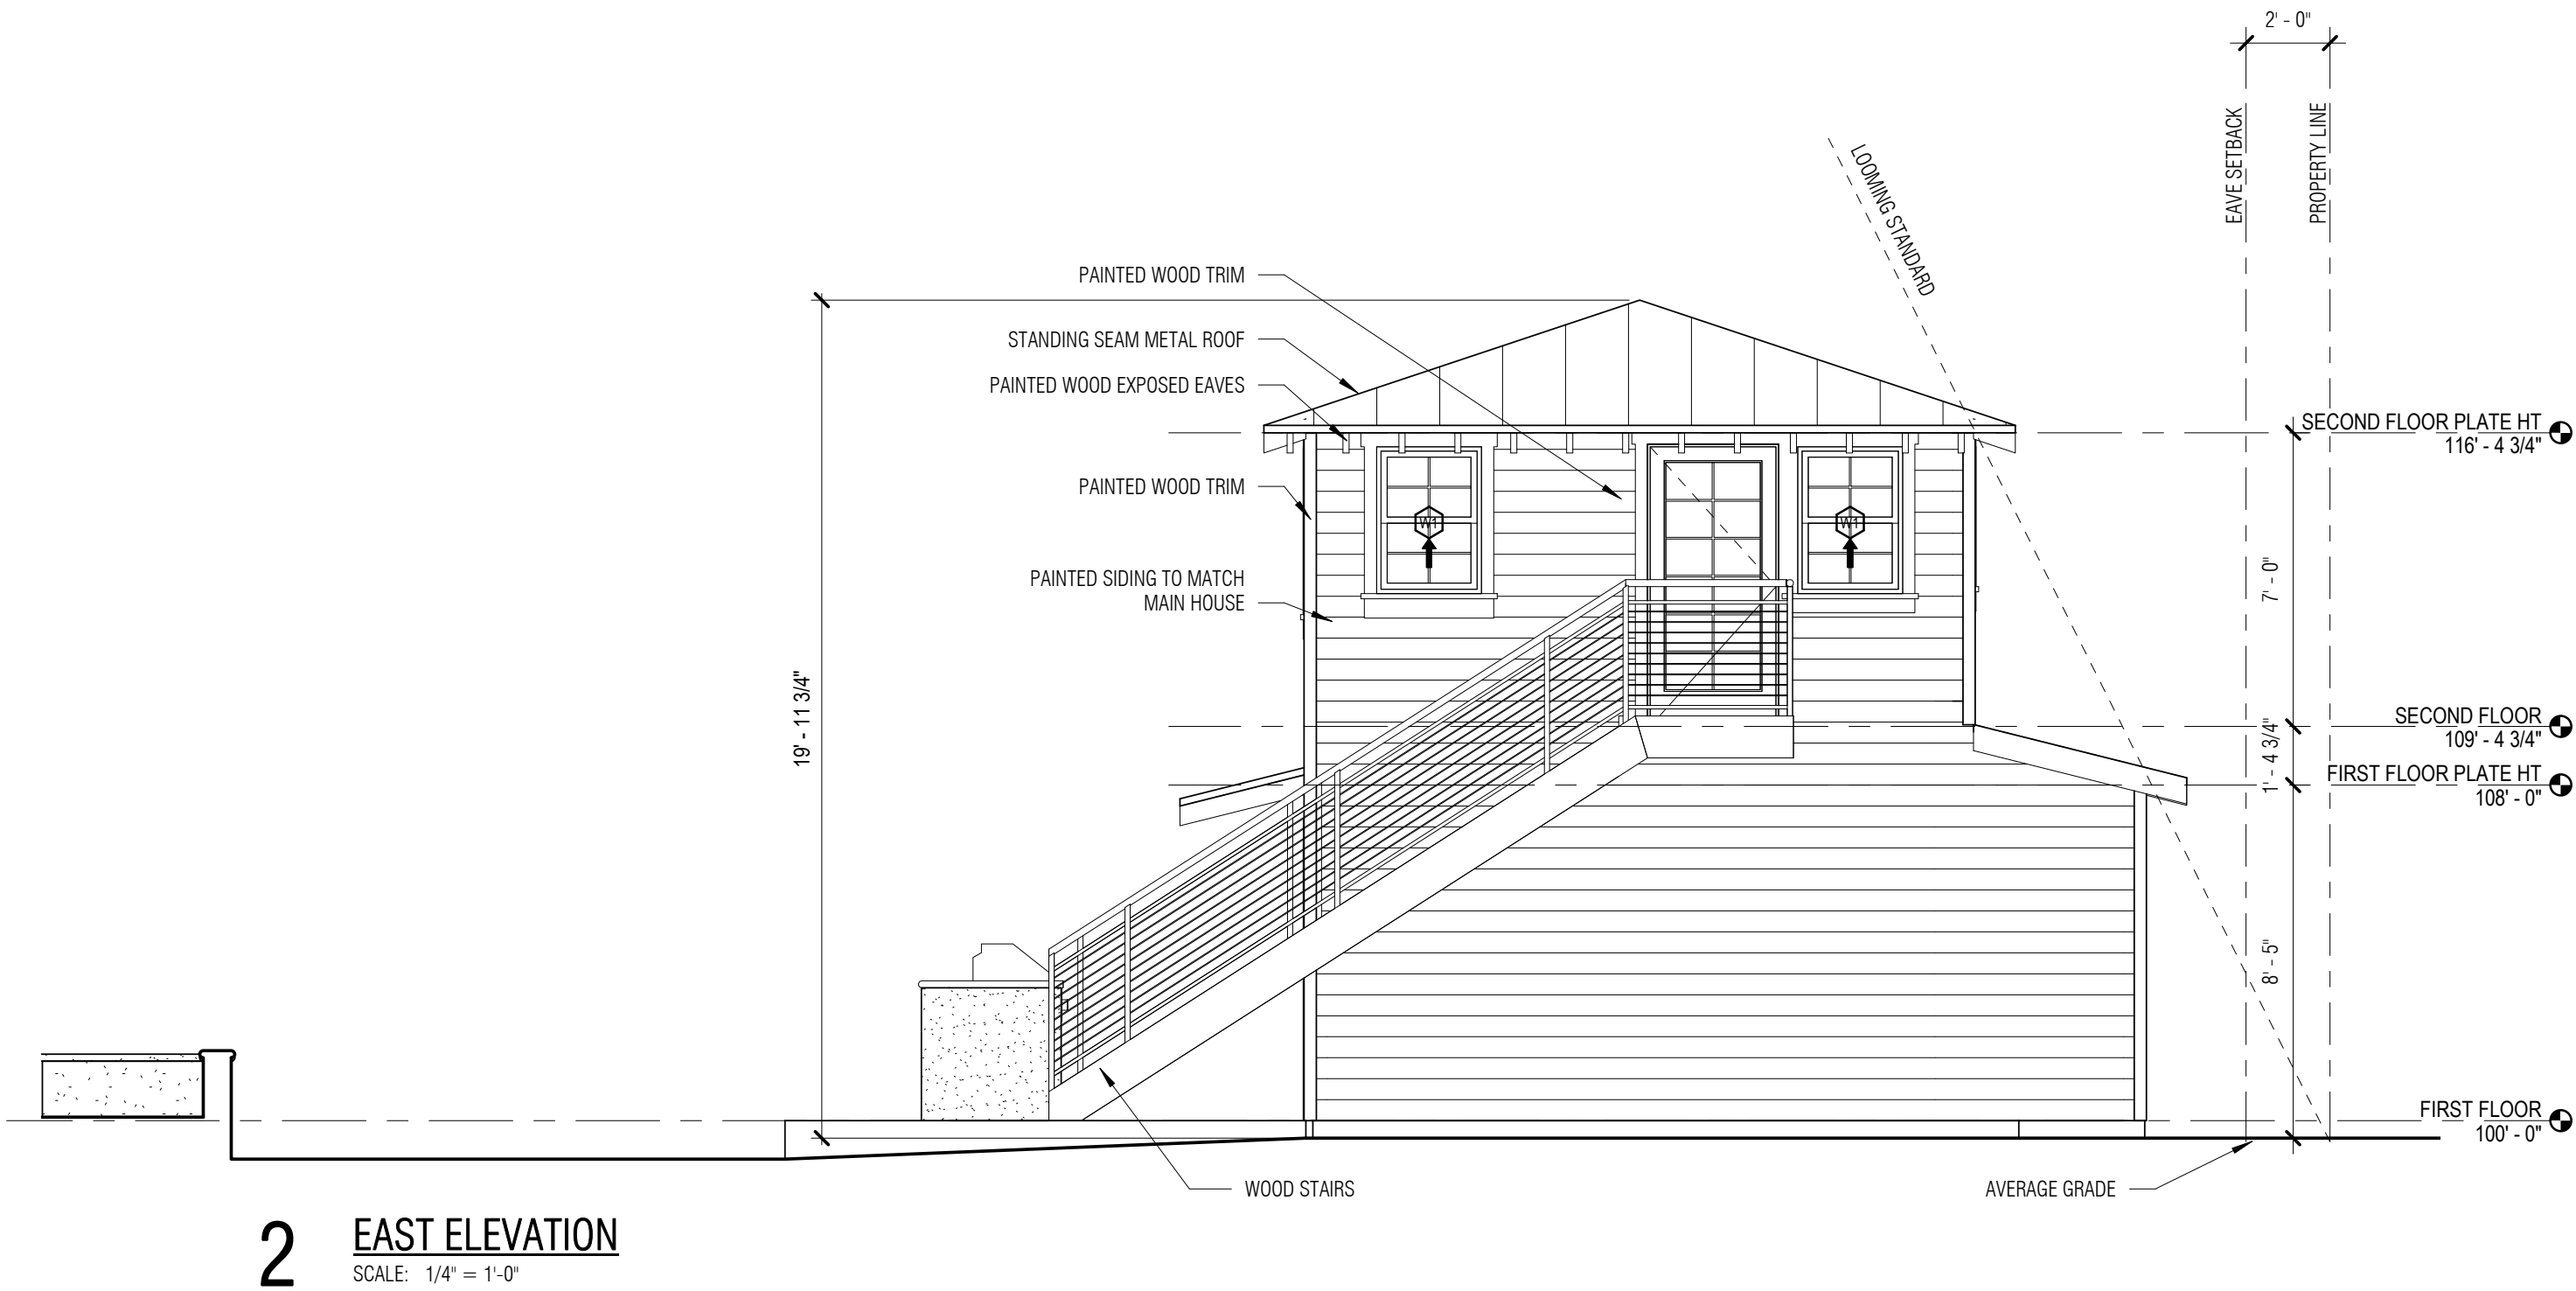 2' - 0"
EAVE SETBACK
PROPERTY LINE
LOOMING STANDARD
PAINTED WOOD TRIM
STANDING SEAM METAL ROOF
PAINTED WOOD EXPOSED EAVES
PAINTED WOOD TRIM
PAINTED SIDING TO MATCH
MAIN HOUSE
W1
W1
19' - 11 3/4"
SECOND FLOOR PLATE HT
116' - 4 3/4"
7' - 0"
SECOND FLOOR
109' - 4 3/4"
1' - 4 3/4"
FIRST FLOOR PLATE HT
108' - 0"
8' - 5"
FIRST FLOOR
100' - 0"
WOOD STAIRS
AVERAGE GRADE
2 EAST ELEVATION
SCALE: 1/4" = 1'-0"